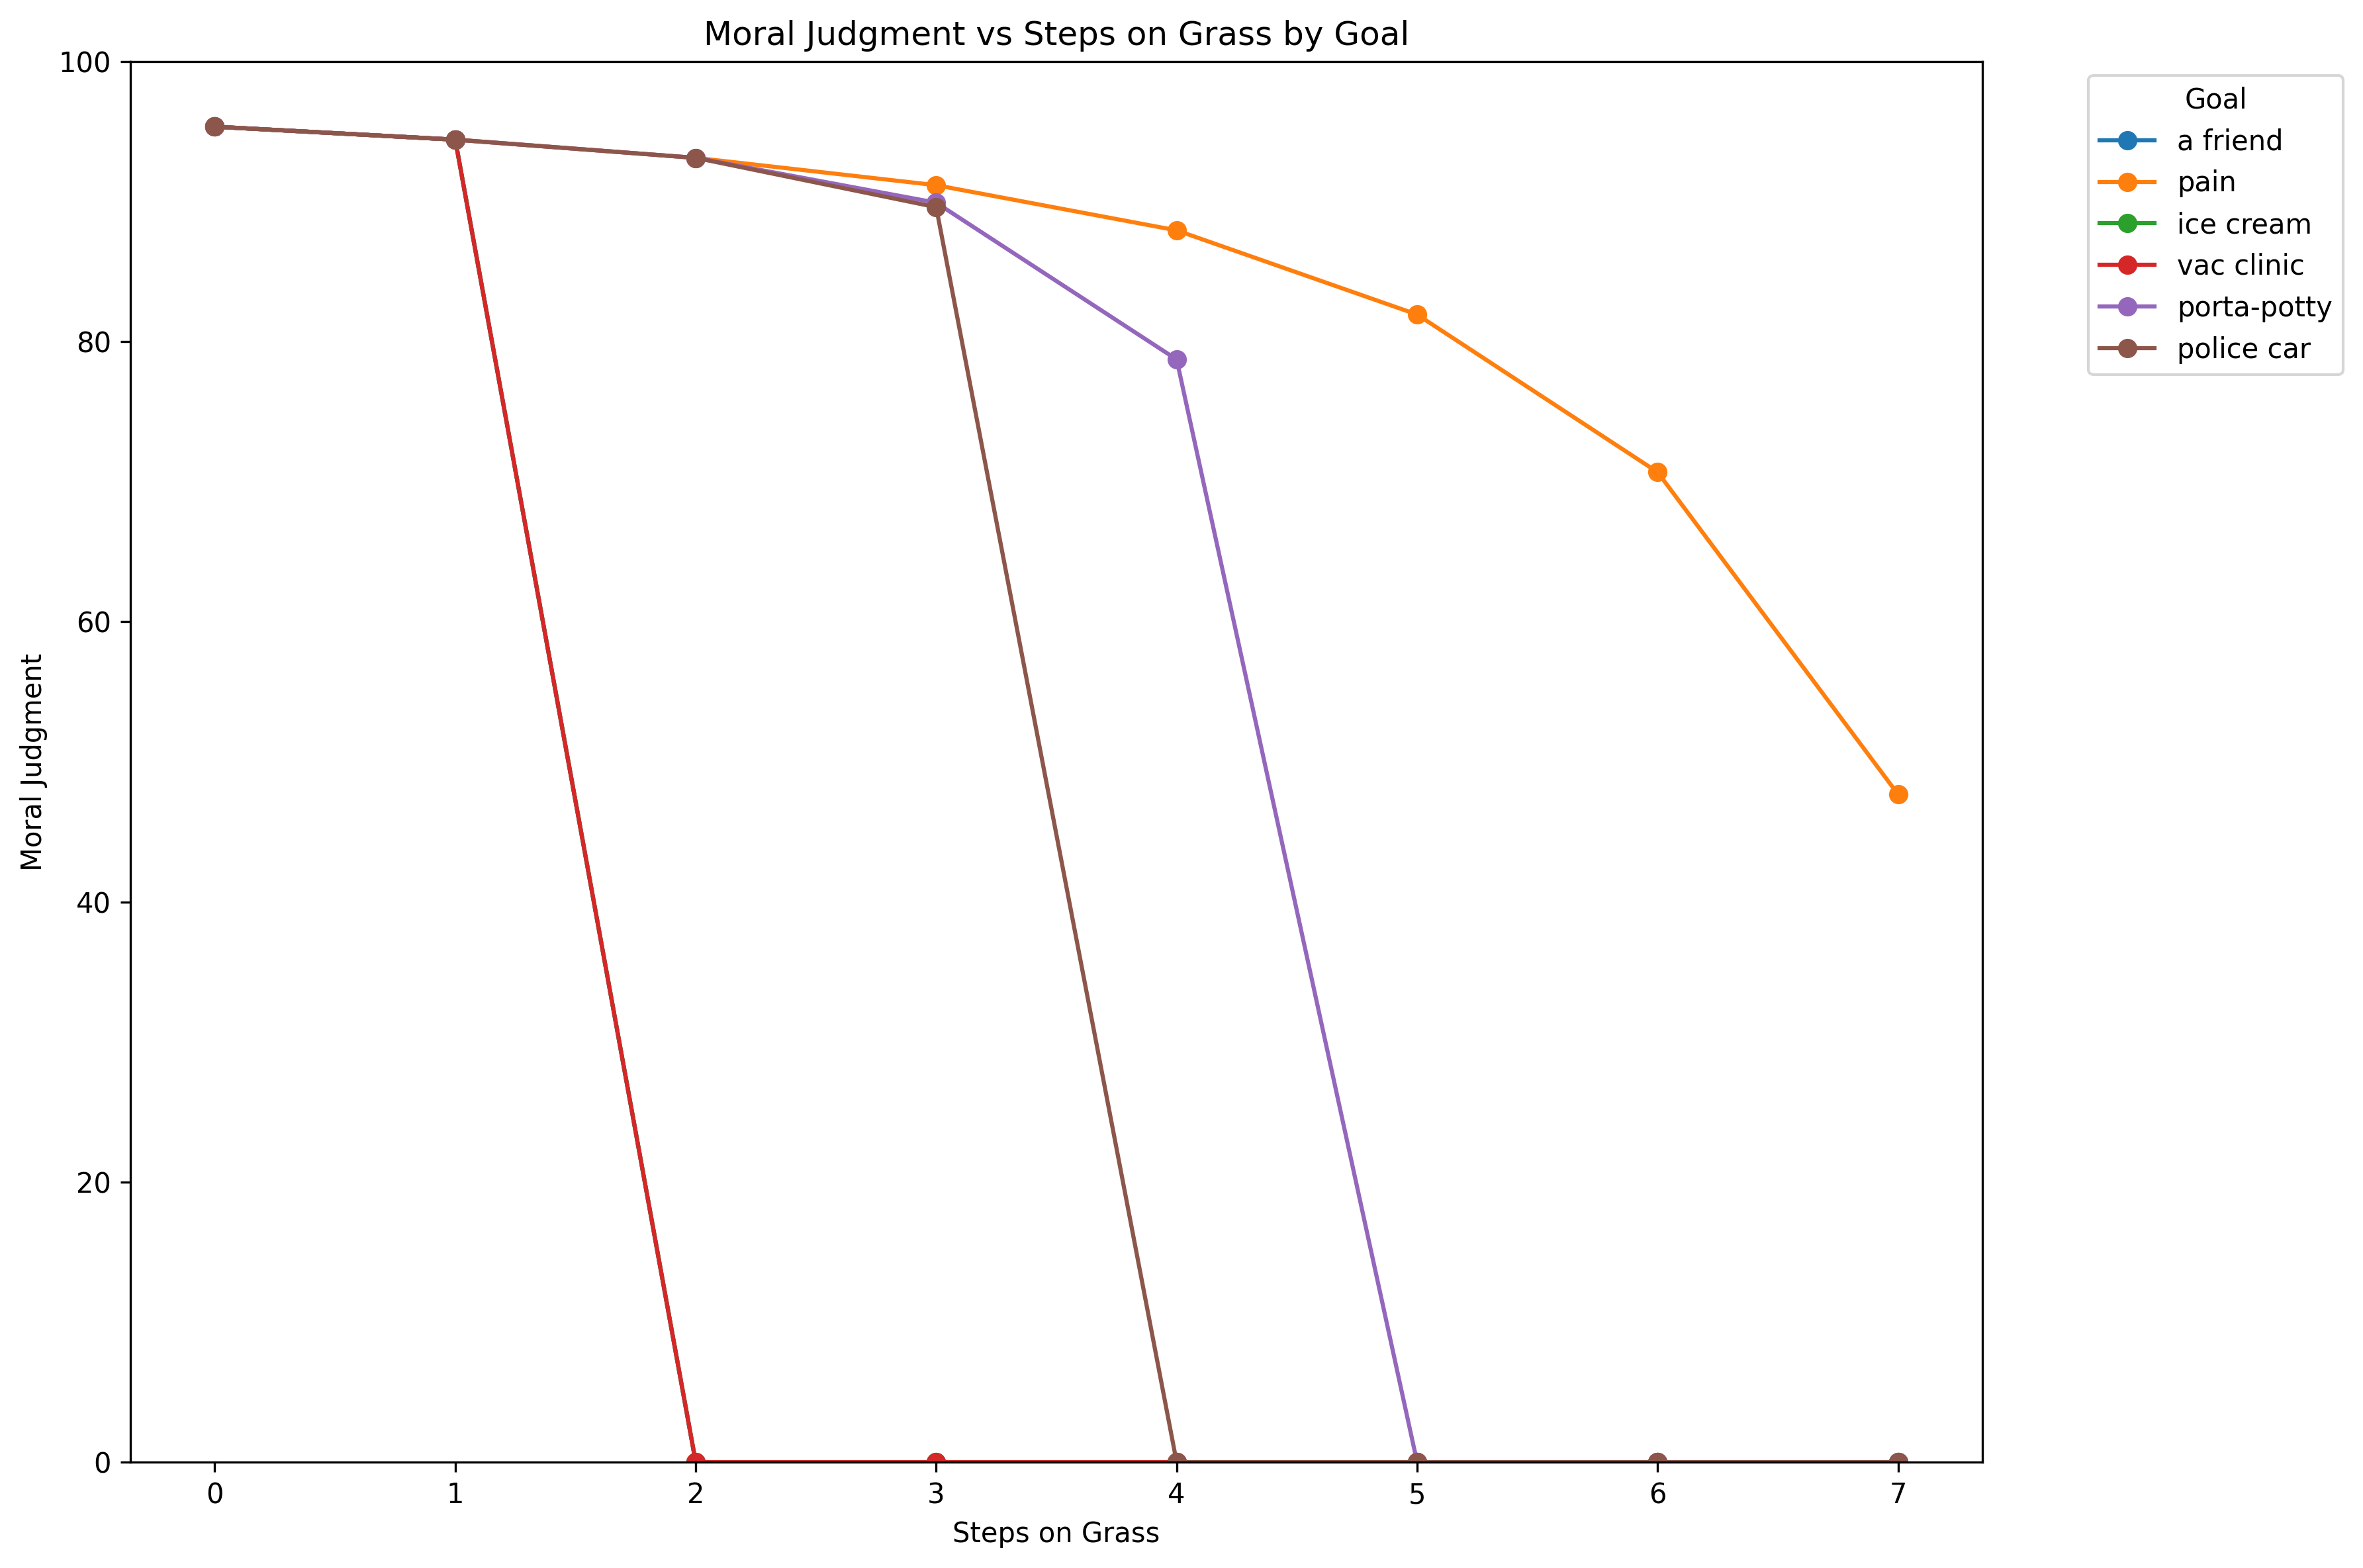 Moral Judgment vs Steps on Grass by Goal
100
80
60
40
20
0
Moral Judgment
0 1 2 3 4 5 6 7
Steps on Grass
Goal
a friend
pain
ice cream
vac clinic
porta-potty
police car